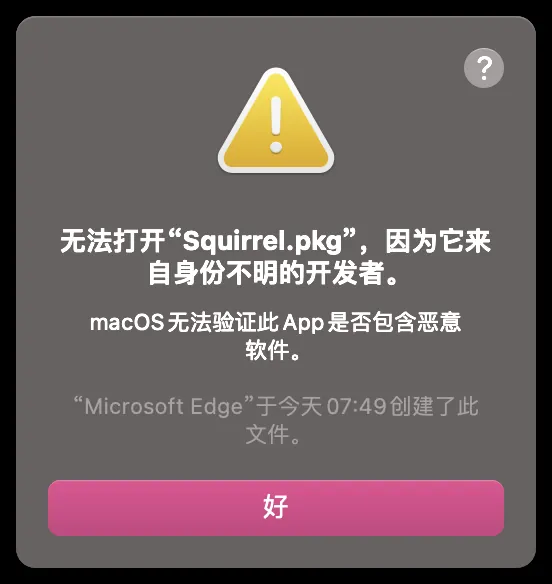 ?
无法打开“Squirrel.pkg”，因为它来
自身份不明的开发者。
macOS 无法验证此 App 是否包含恶意
软件。
“Microsoft Edge”于今天 07:49 创建了此
文件。
好